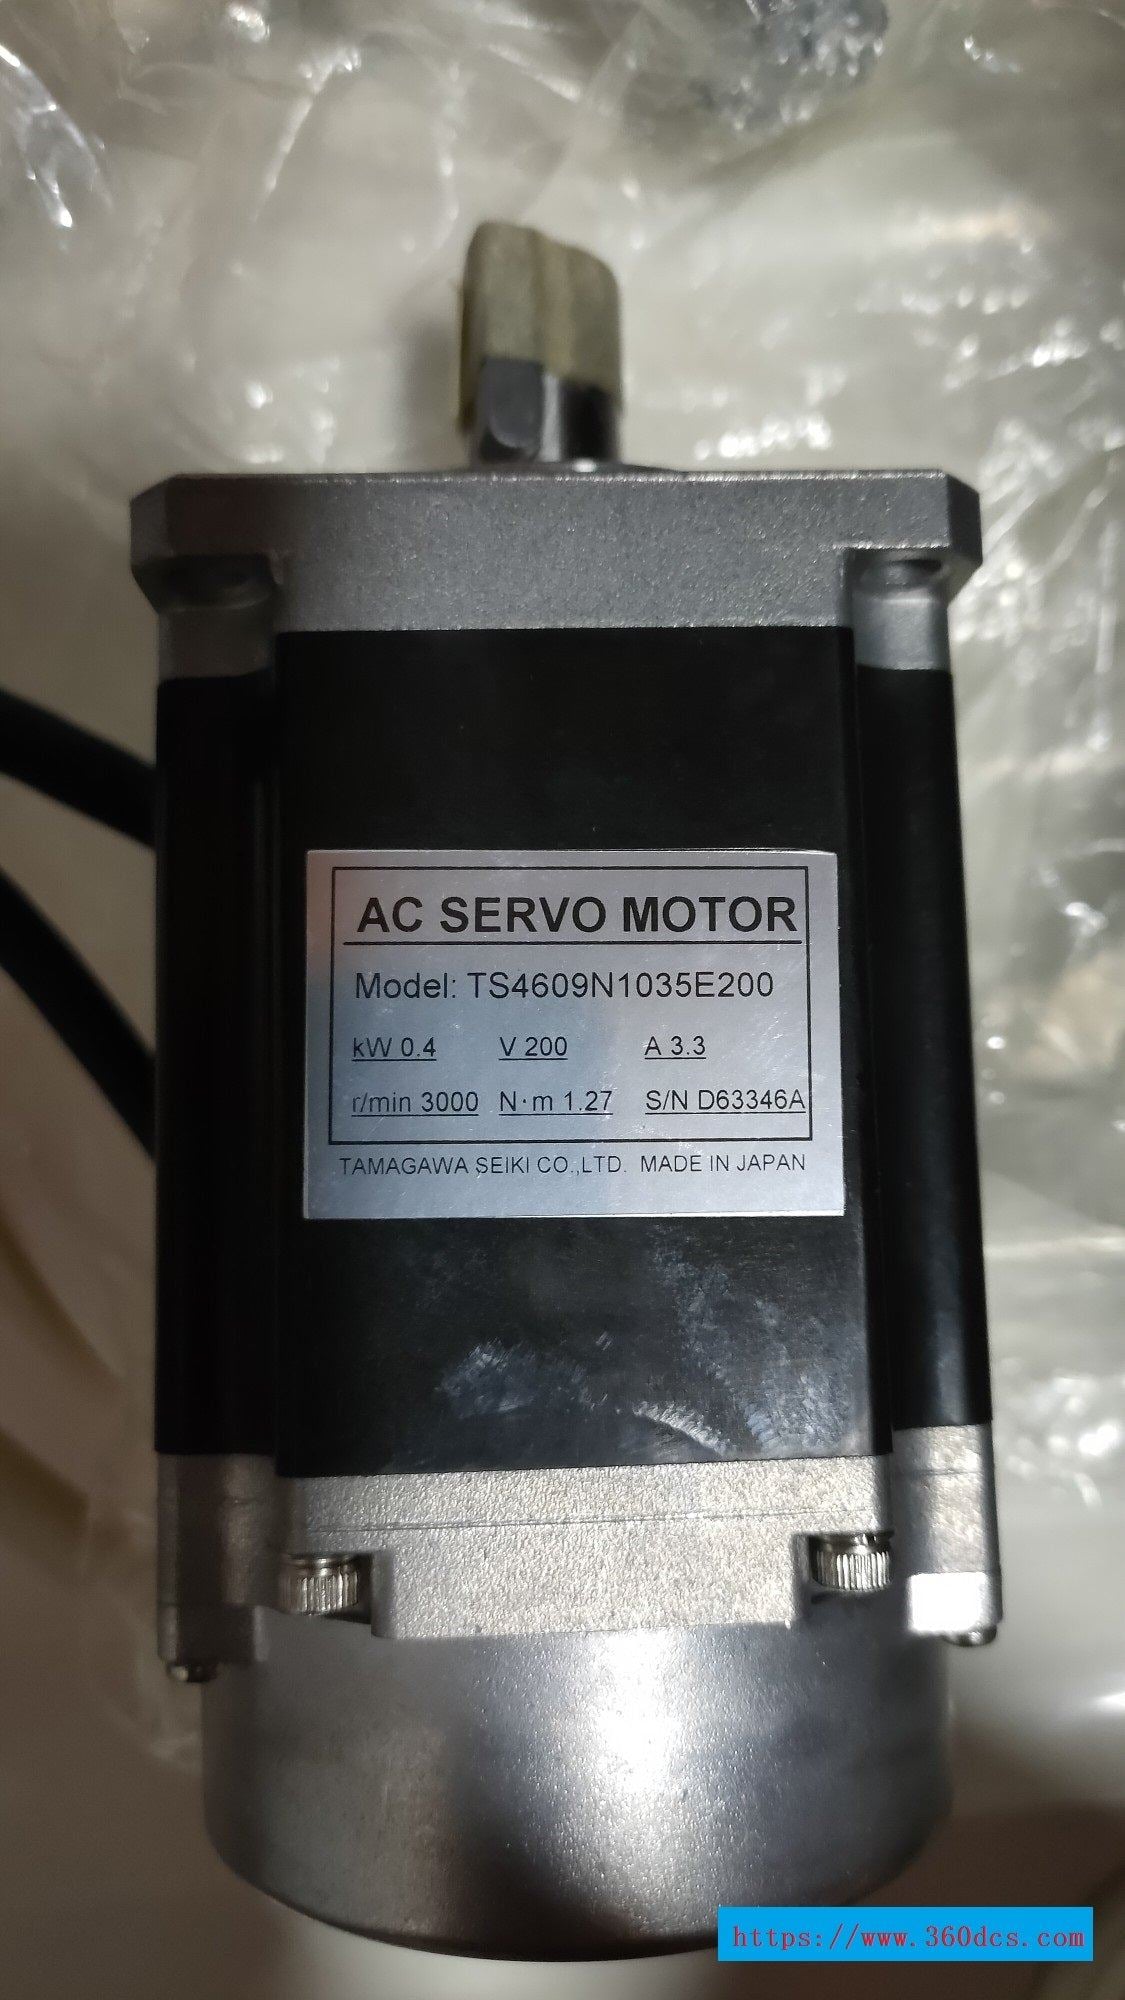 AC SERVO MOTOR
Model: TS4609N1035E200
kW 0.4 V 200 A 3.3
r/min 3000 N·m 1.27 S/N D63346A
TAMAGAWA SEIKI CO.,LTD. MADE IN JAPAN
https://www.360dcs.com